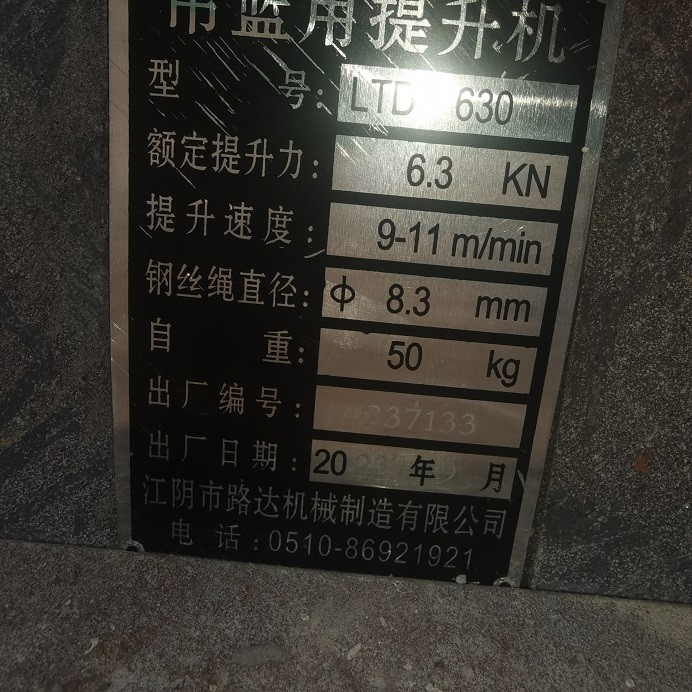 吊篮用提升机
型 号: LTD 630
额定提升力: 6.3 KN
提升速度: 9-11 m/min
钢丝绳直径: ф 8.3 mm
自 重: 50 kg
出厂编号: 237133
出厂日期: 20 年 月
江阴市路达机械制造有限公司
电 话: 0510-86921921